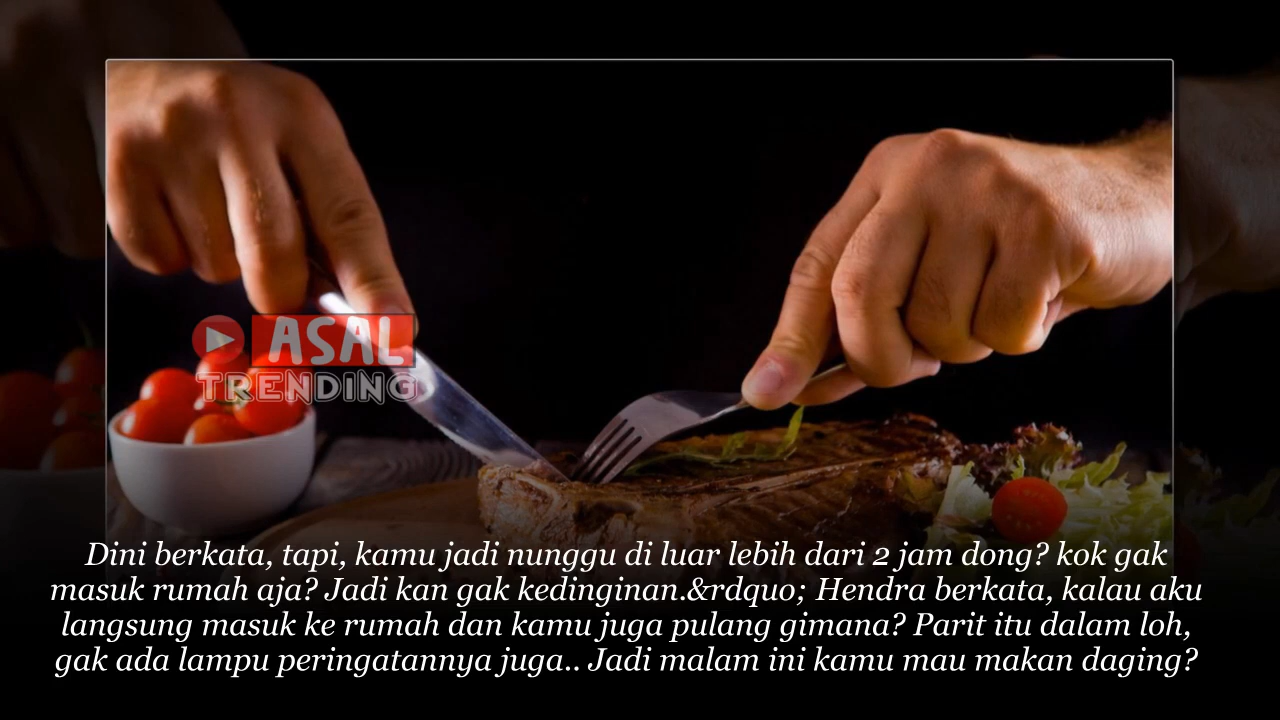 ASAL
TRENDING
Dini berkata, tapi, kamu jadi nunggu di luar lebih dari 2 jam dong? kok gak
masuk rumah aja? Jadi kan gak kedinginan.&rdquo; Hendra berkata, kalau aku
langsung masuk ke rumah dan kamu juga pulang gimana? Parit itu dalam loh,
gak ada lampu peringatannya juga.. Jadi malam ini kamu mau makan daging?